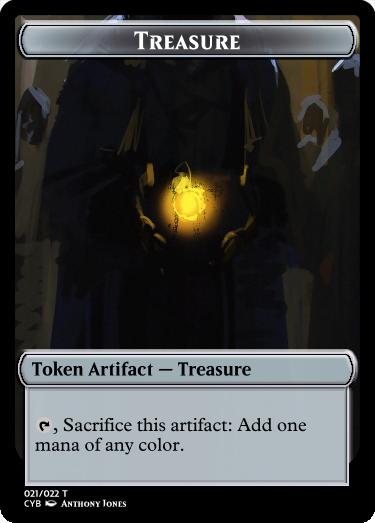 Treasure
Token Artifact — Treasure
, Sacrifice this artifact: Add one
mana of any color.
021/022 T
CYB Anthony Jones